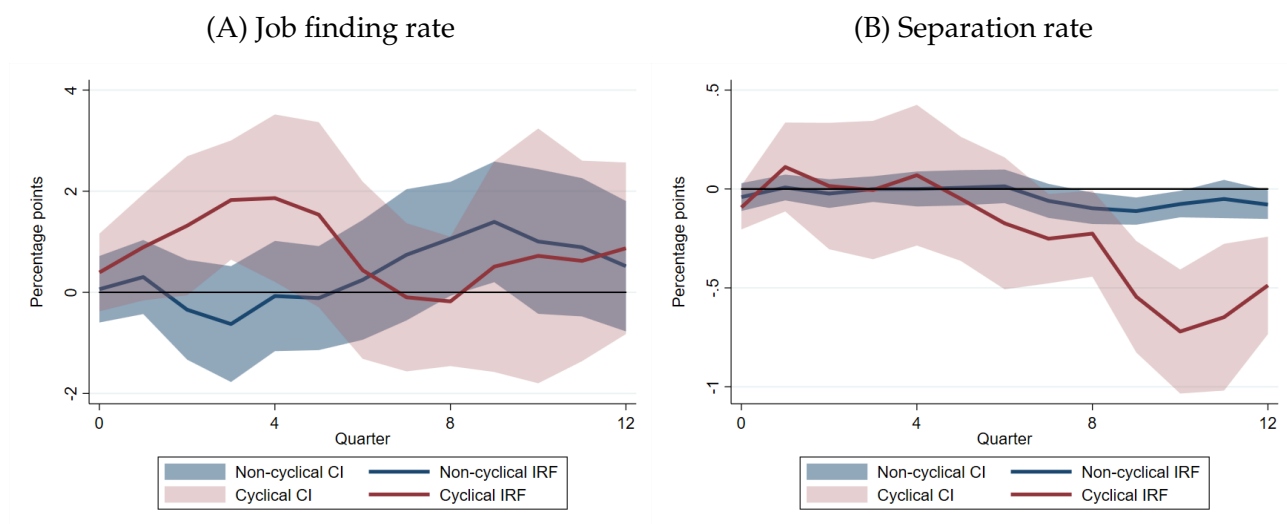 (A) Job finding rate
Percentage points
4
2
0
-2
0 4 8 12
Quarter
Non-cyclical CI Non-cyclical IRF
Cyclical CI Cyclical IRF
(B) Separation rate
Percentage points
.5
0
-.5
-1
0 4 8 12
Quarter
Non-cyclical CI Non-cyclical IRF
Cyclical CI Cyclical IRF